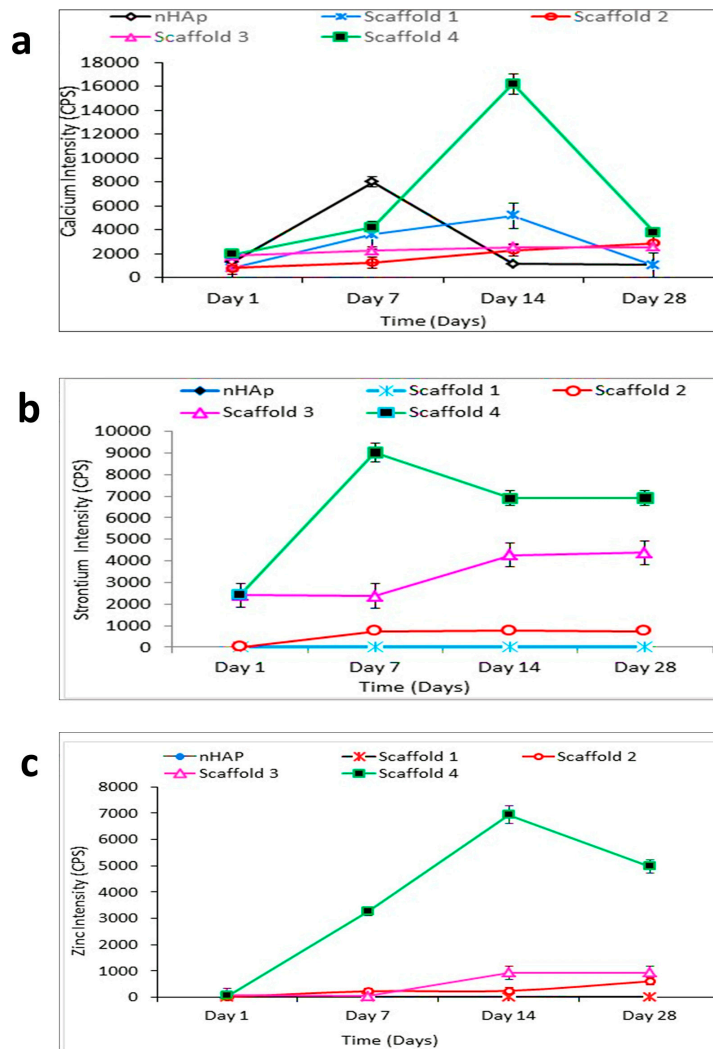 a
nHAp Scaffold 1 Scaffold 2
Scaffold 3 Scaffold 4
Calcium Intensity (CPS)
18000
16000
14000
12000
10000
8000
6000
4000
2000
0
Day 1 Day 7 Day 14 Day 28
Time (Days)
b
nHAp Scaffold 1 Scaffold 2
Scaffold 3 Scaffold 4
Strontium Intensity (CPS)
10000
9000
8000
7000
6000
5000
4000
3000
2000
1000
0
Day 1 Day 7 Day 14 Day 28
Time (Days)
c
nHAP Scaffold 1 Scaffold 2
Scaffold 3 Scaffold 4
Zinc Intensity (CPS)
8000
7000
6000
5000
4000
3000
2000
1000
0
Day 1 Day 7 Day 14 Day 28
Time (Days)